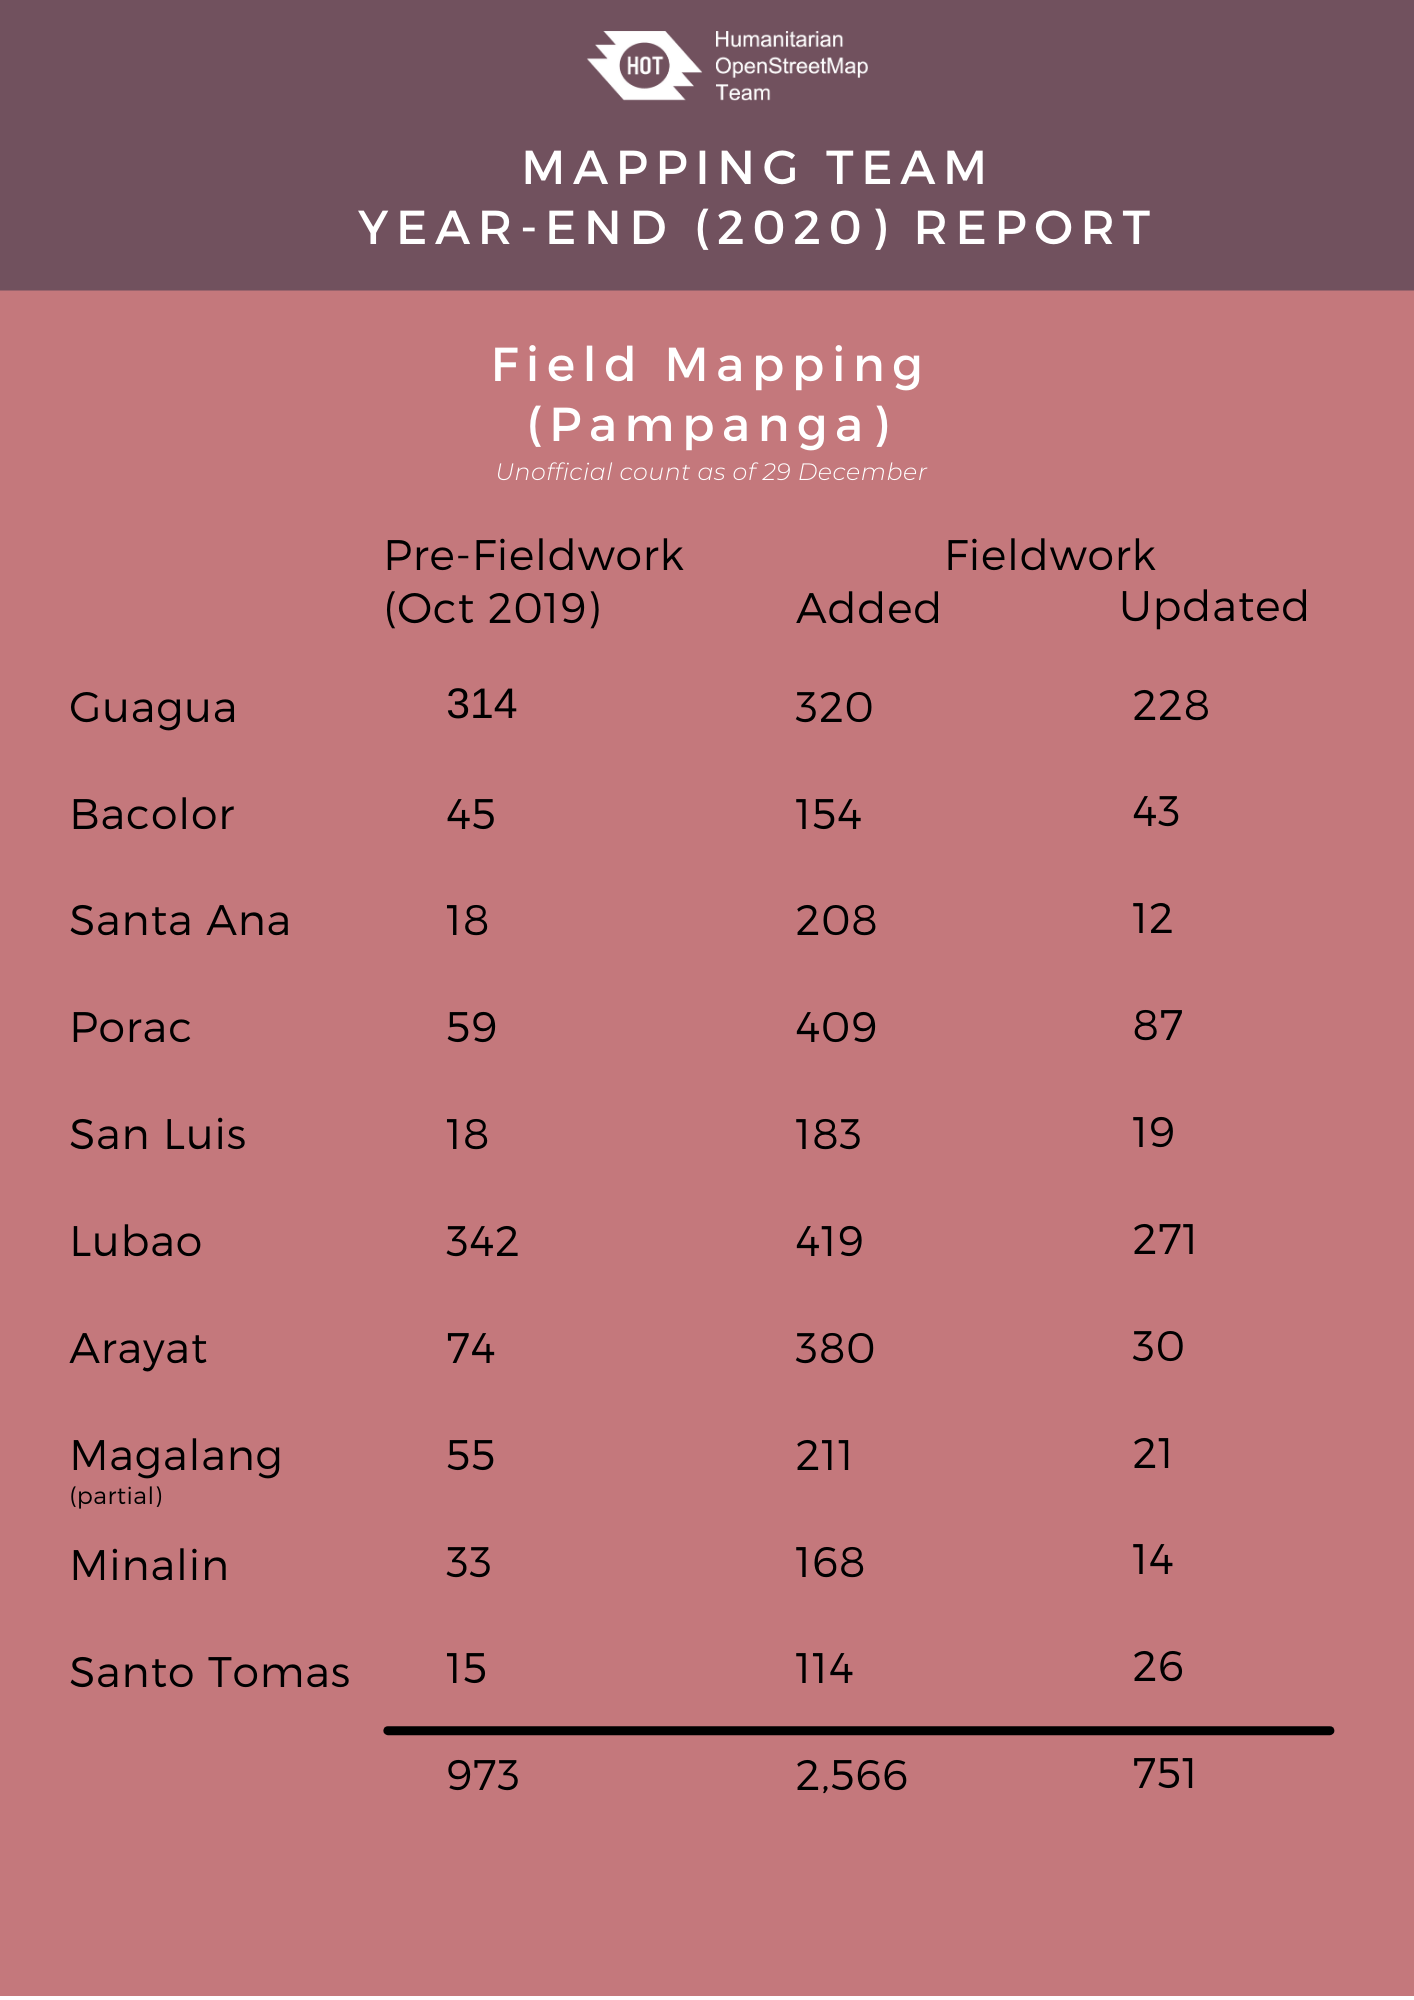 HOT
Humanitarian
OpenStreetMap
Team
MAPPING TEAM
YEAR-END (2020) REPORT
Field Mapping
(Pampanga)
Unofficial count as of 29 December
Pre-Fieldwork Fieldwork
(Oct 2019) Added Updated
Guagua 314 320 228
Bacolor 45 154 43
Santa Ana 18 208 12
Porac 59 409 87
San Luis 18 183 19
Lubao 342 419 271
Arayat 74 380 30
Magalang 55 211 21
(partial)
Minalin 33 168 14
Santo Tomas 15 114 26
973 2,566 751